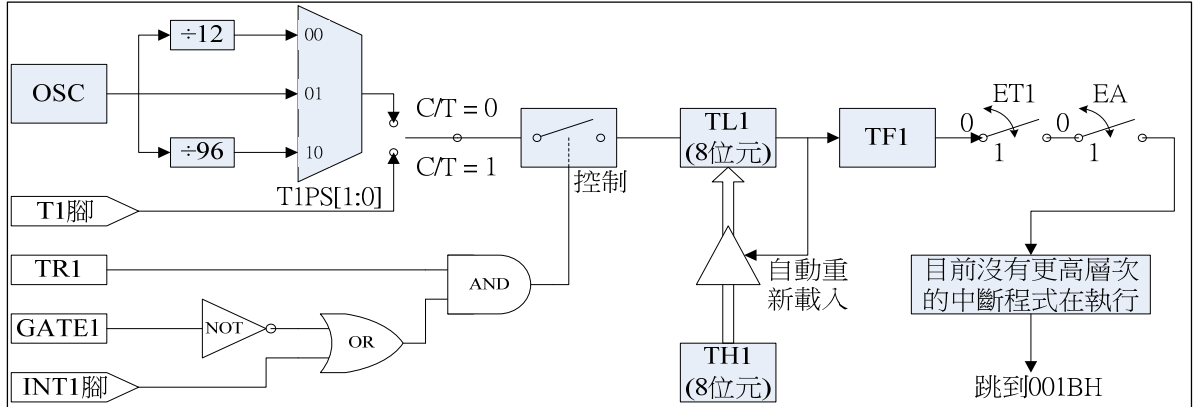 OSC
÷12
÷96
00
01
10
T1PS[1:0]
C/T = 0
C/T = 1
控制
TL1
(8位元)
TF1
ET1
0
1
EA
0
1
T1腳
TR1
GATE1
INT1腳
NOT
OR
AND
自動重
新載入
TH1
(8位元)
目前沒有更高層次
的中斷程式在執行
跳到001BH